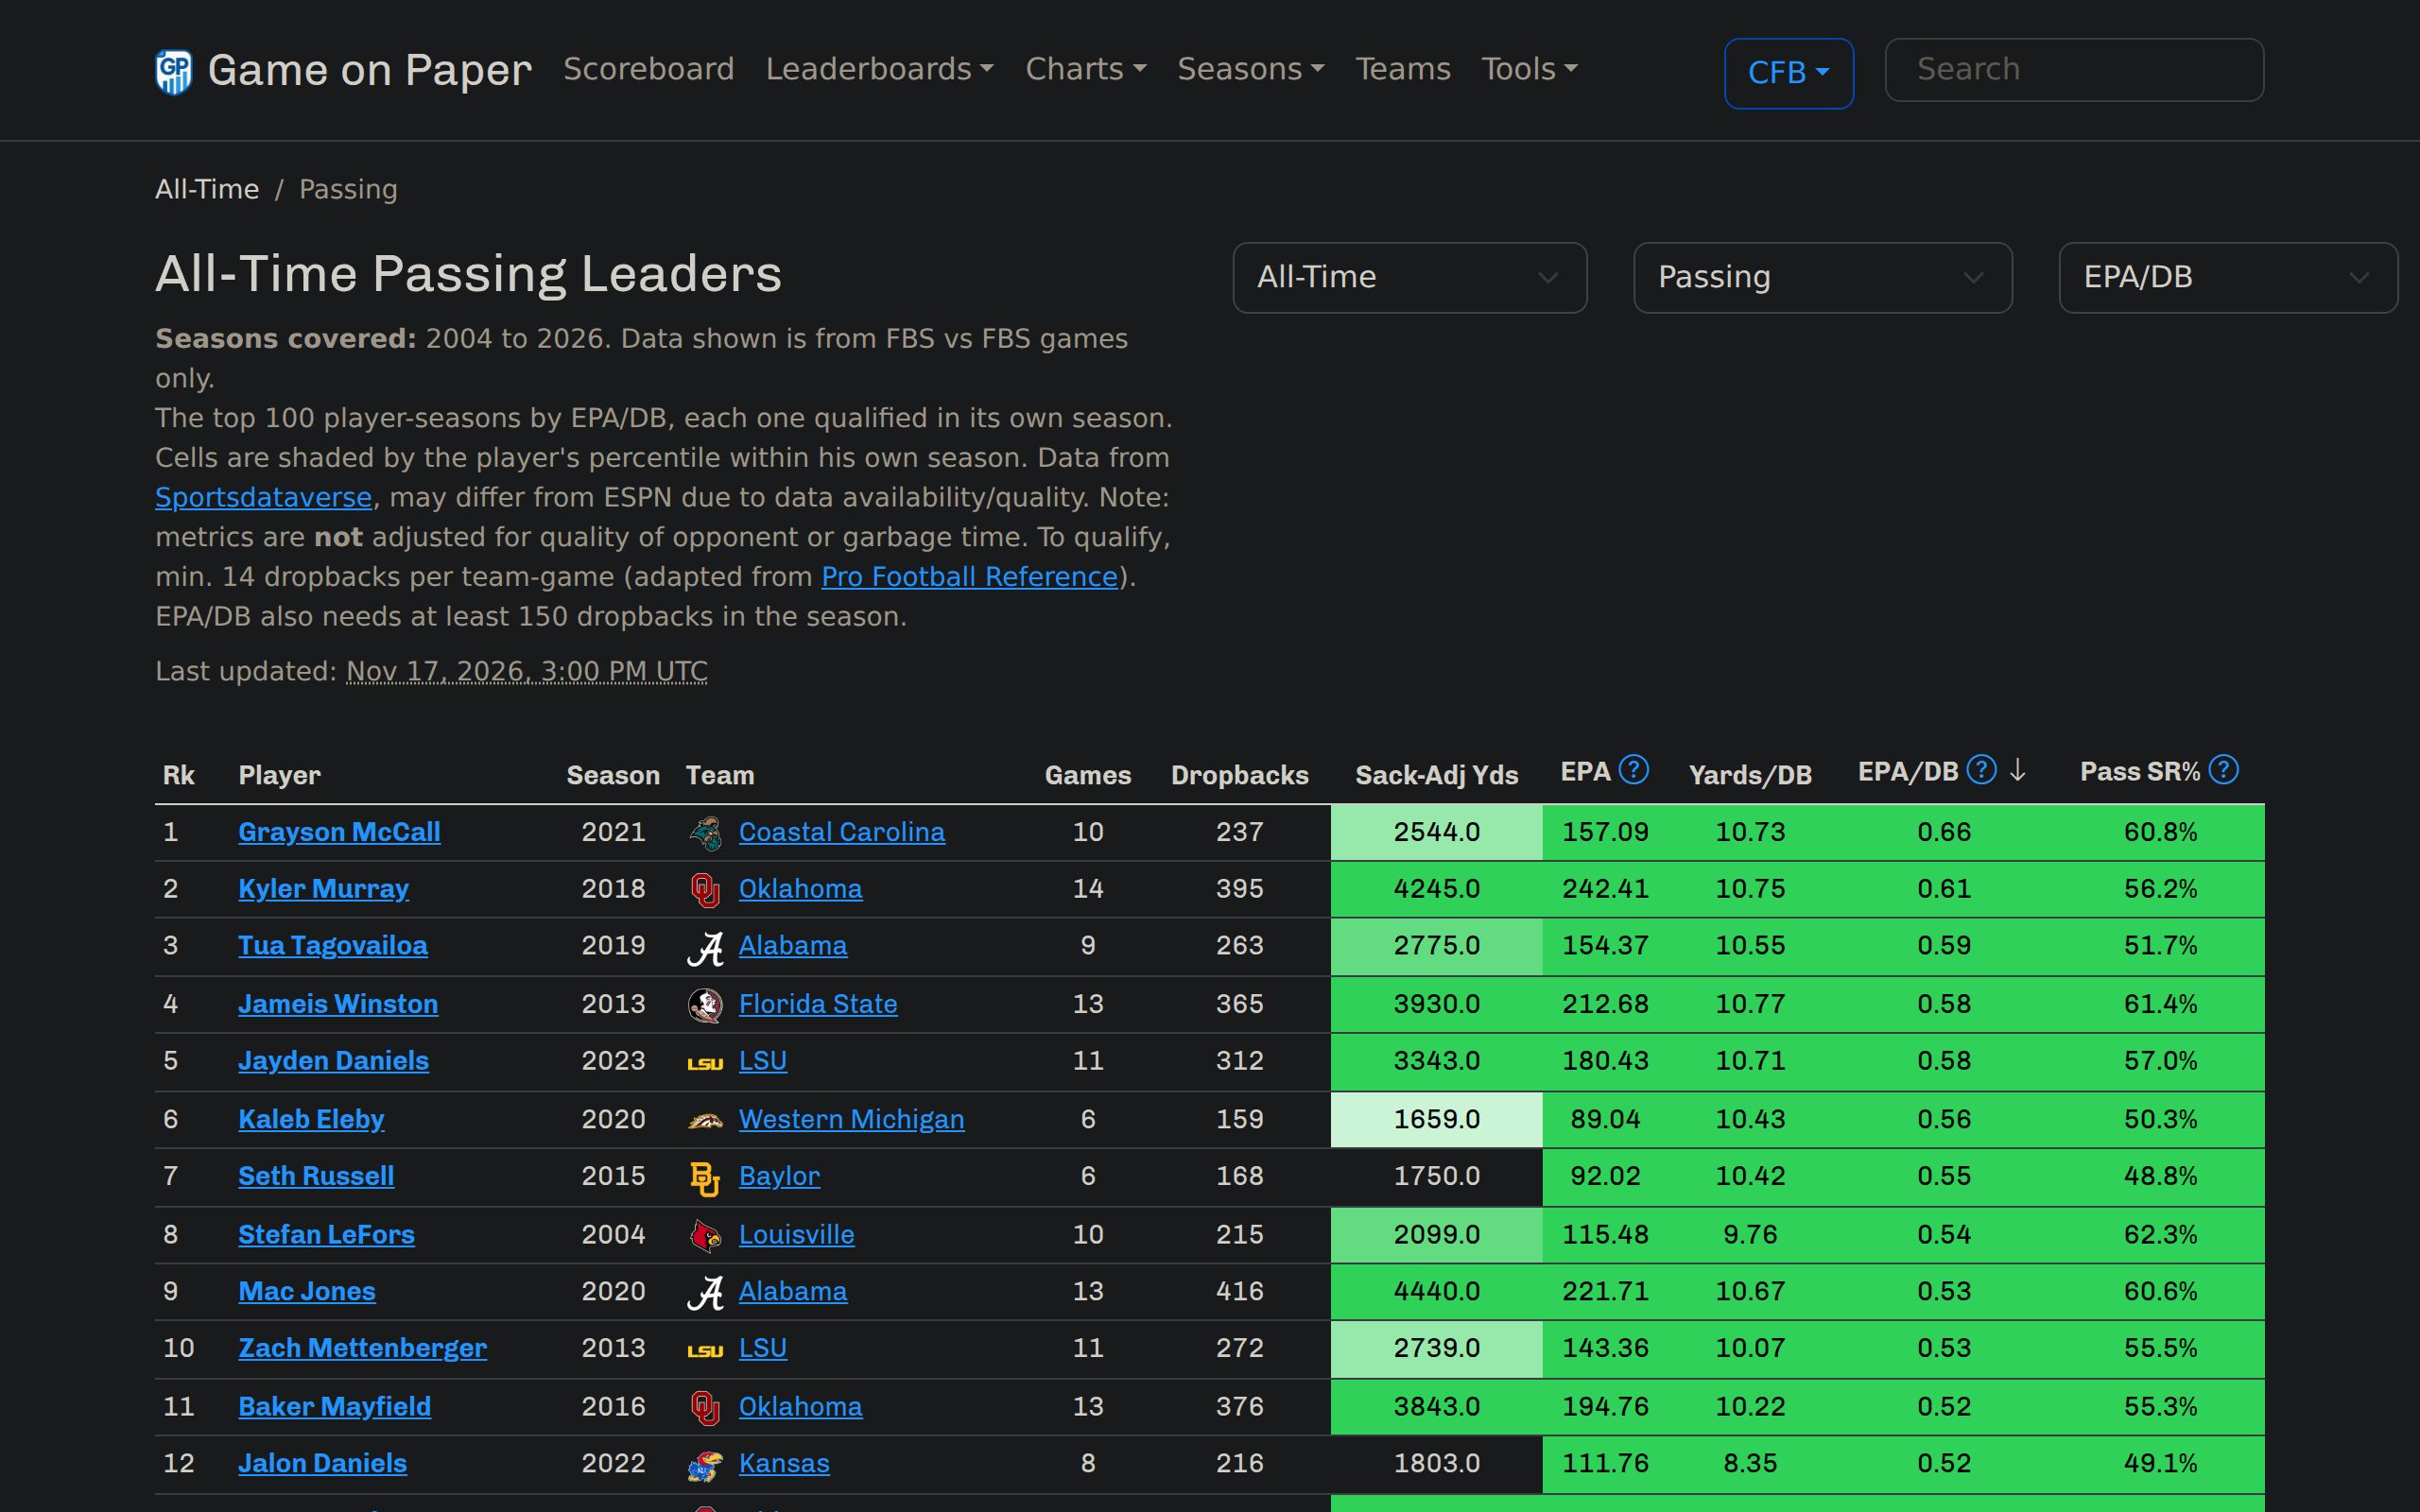 GP Game on Paper Scoreboard Leaderboards Charts Seasons Teams Tools CFB Search
All-Time / Passing
All-Time Passing Leaders All-Time Passing EPA/DB
Seasons covered: 2004 to 2026. Data shown is from FBS vs FBS games
only.
The top 100 player-seasons by EPA/DB, each one qualified in its own season.
Cells are shaded by the player's percentile within his own season. Data from
Sportsdataverse, may differ from ESPN due to data availability/quality. Note:
metrics are not adjusted for quality of opponent or garbage time. To qualify,
min. 14 dropbacks per team-game (adapted from Pro Football Reference).
EPA/DB also needs at least 150 dropbacks in the season.
Last updated: Nov 17, 2026, 3:00 PM UTC
Rk Player Season Team Games Dropbacks Sack-Adj Yds EPA ? Yards/DB EPA/DB ? ↓ Pass SR% ?
1 Grayson McCall 2021 Coastal Carolina 10 237 2544.0 157.09 10.73 0.66 60.8%
2 Kyler Murray 2018 OU Oklahoma 14 395 4245.0 242.41 10.75 0.61 56.2%
3 Tua Tagovailoa 2019 A Alabama 9 263 2775.0 154.37 10.55 0.59 51.7%
4 Jameis Winston 2013 Florida State 13 365 3930.0 212.68 10.77 0.58 61.4%
5 Jayden Daniels 2023 LSU LSU 11 312 3343.0 180.43 10.71 0.58 57.0%
6 Kaleb Eleby 2020 Western Michigan 6 159 1659.0 89.04 10.43 0.56 50.3%
7 Seth Russell 2015 BU Baylor 6 168 1750.0 92.02 10.42 0.55 48.8%
8 Stefan LeFors 2004 Louisville 10 215 2099.0 115.48 9.76 0.54 62.3%
9 Mac Jones 2020 A Alabama 13 416 4440.0 221.71 10.67 0.53 60.6%
10 Zach Mettenberger 2013 LSU LSU 11 272 2739.0 143.36 10.07 0.53 55.5%
11 Baker Mayfield 2016 OU Oklahoma 13 376 3843.0 194.76 10.22 0.52 55.3%
12 Jalon Daniels 2022 KU Kansas 8 216 1803.0 111.76 8.35 0.52 49.1%